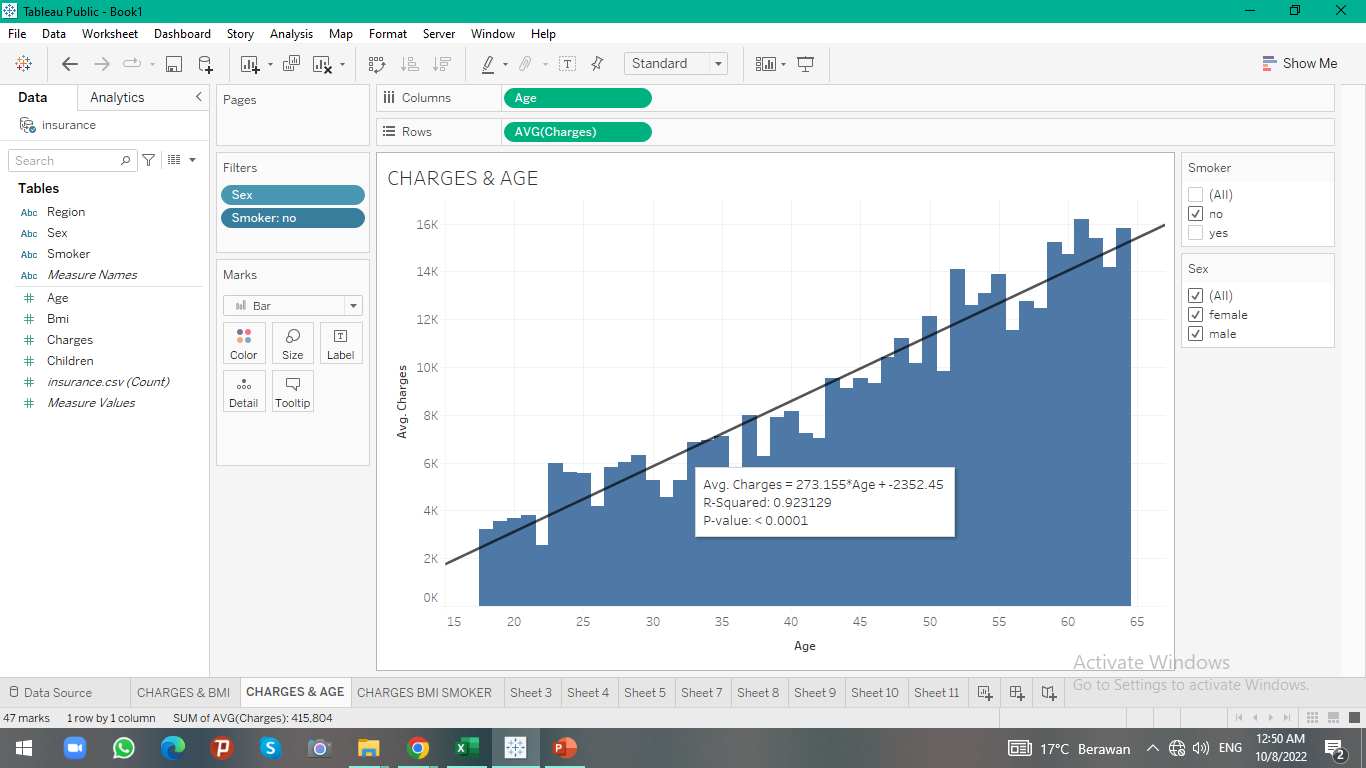 Tableau Public - Book1
File Data Worksheet Dashboard Story Analysis Map Format Server Window Help
Standard
Show Me
Data Analytics
insurance
Search
Tables
Abc Region
Abc Sex
Abc Smoker
Abc Measure Names
# Age
# Bmi
# Charges
# Children
# insurance.csv (Count)
# Measure Values
Pages
Filters
Sex
Smoker: no
Marks
Bar
Color Size Label
Detail Tooltip
Columns Age
Rows AVG(Charges)
CHARGES & AGE
16K
14K
12K
10K
8K
6K
4K
2K
0K
Avg. Charges
Avg. Charges = 273.155*Age + -2352.45
R-Squared: 0.923129
P-value: < 0.0001
15 20 25 30 35 40 45 50 55 60 65
Age
Smoker
(All)
no
yes
Sex
(All)
female
male
Activate Windows
Go to Settings to activate Windows.
Data Source CHARGES & BMI CHARGES & AGE CHARGES BMI SMOKER Sheet 3 Sheet 4 Sheet 5 Sheet 7 Sheet 8 Sheet 9 Sheet 10 Sheet 11
47 marks 1 row by 1 column SUM of AVG(Charges): 415,804
17°C Berawan ENG 12:50 AM
10/8/2022
2